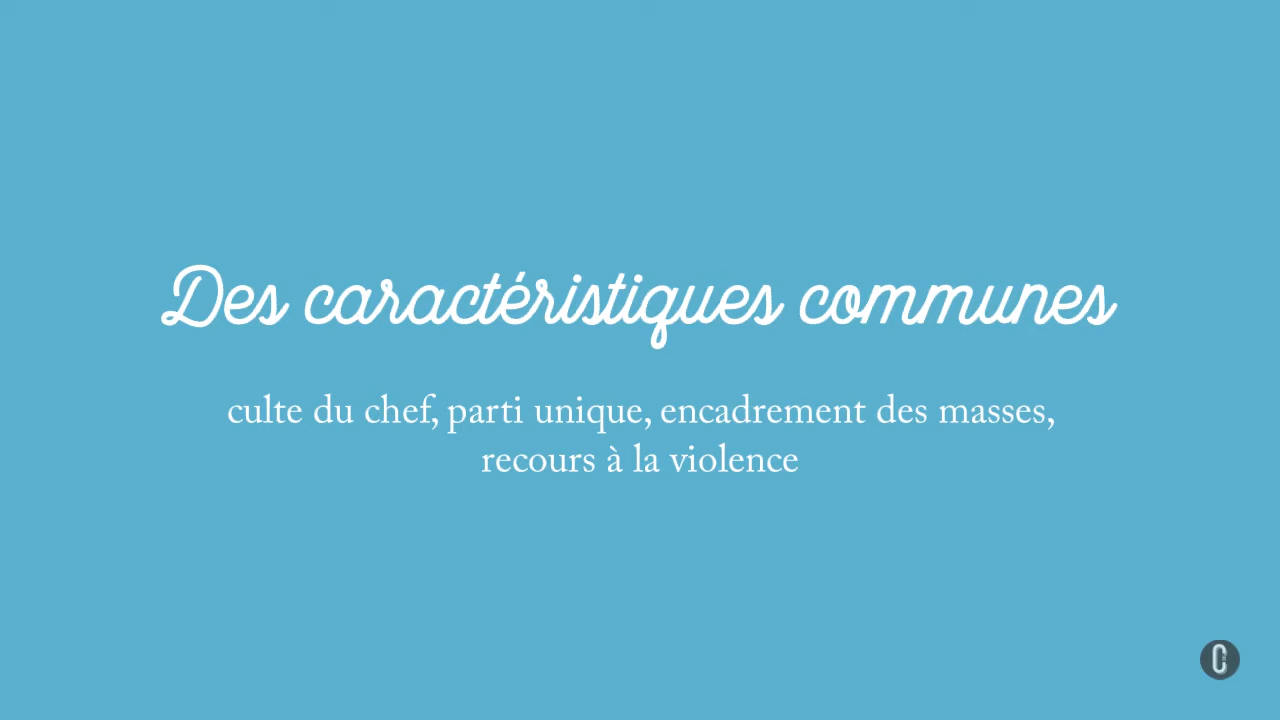 Des caractéristiques communes
culte du chef, parti unique, encadrement des masses,
recours à la violence